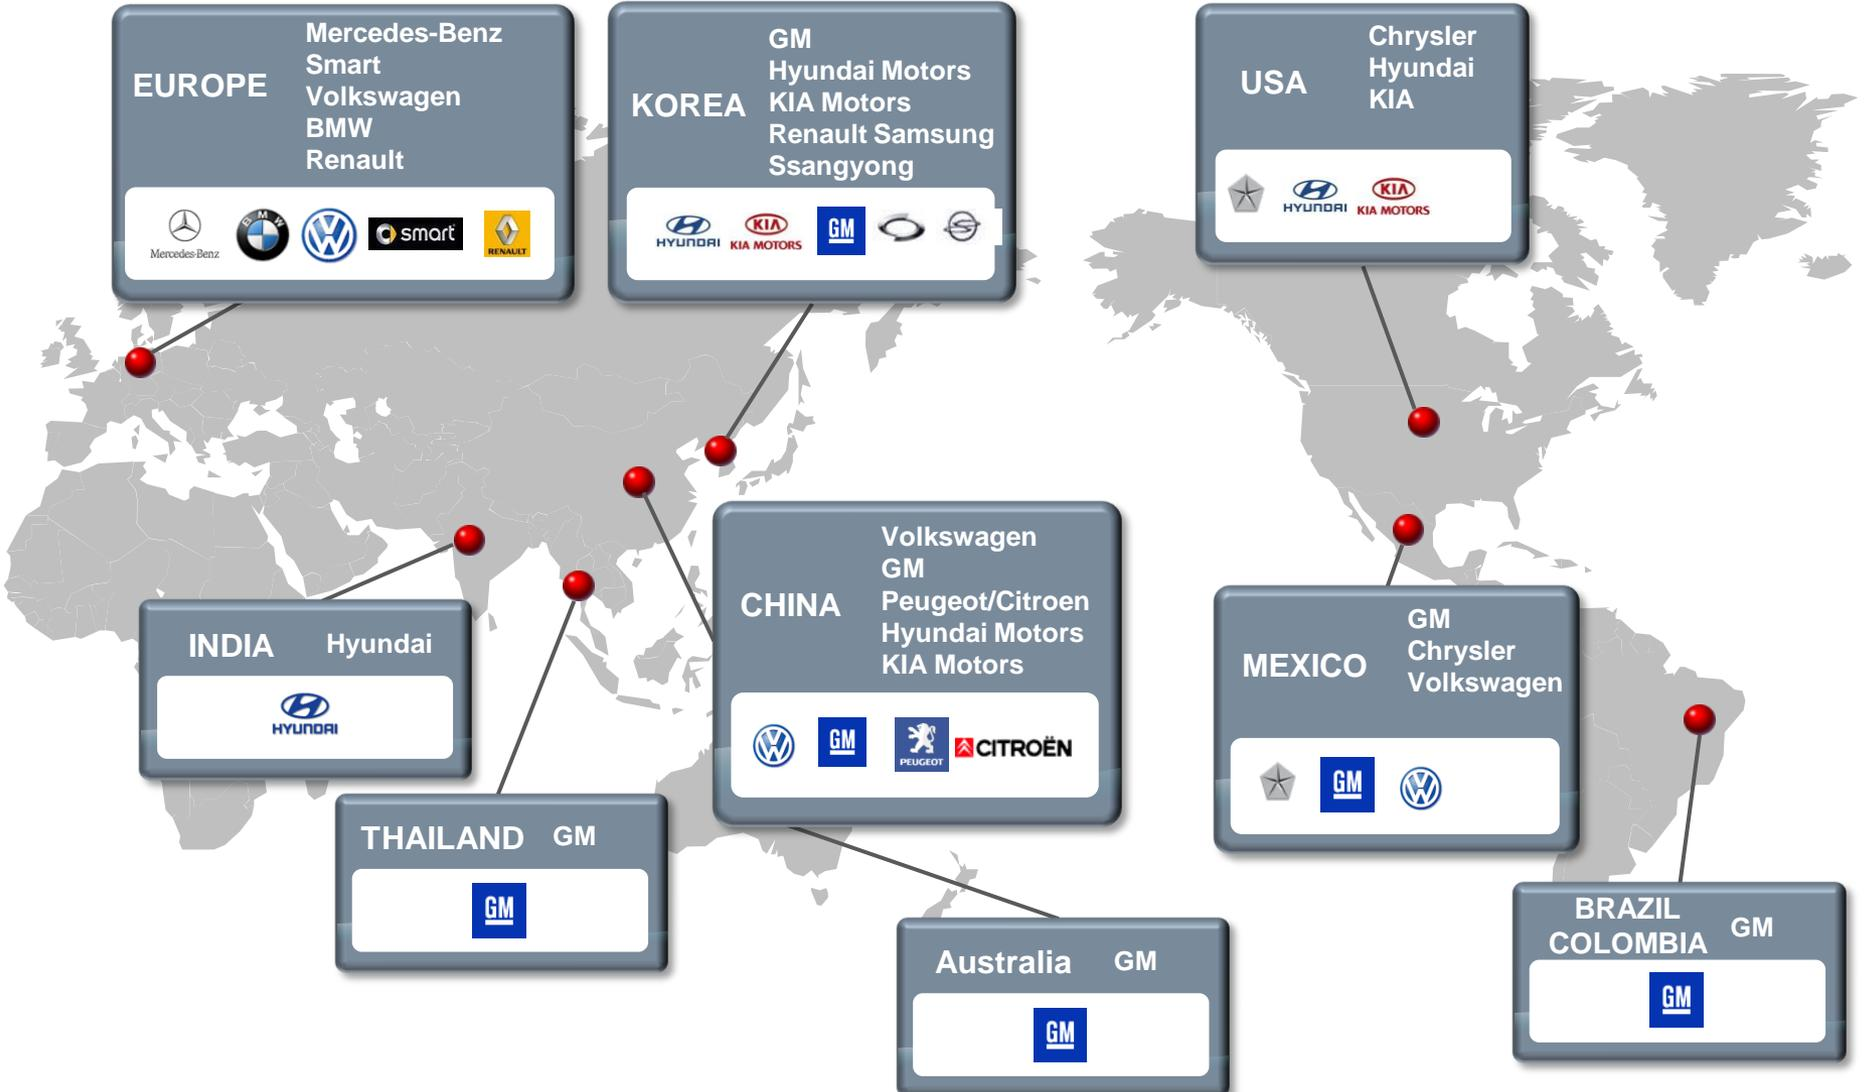 EUROPE
Mercedes-Benz
Smart
Volkswagen
BMW
Renault
Mercedes-Benz
BMW
smart
RENAULT
KOREA
GM
Hyundai Motors
KIA Motors
Renault Samsung
Ssangyong
HYUNDAI
KIA
KIA MOTORS
GM
USA
Chrysler
Hyundai
KIA
HYUNDAI
KIA
KIA MOTORS
INDIA
Hyundai
HYUNDAI
CHINA
Volkswagen
GM
Peugeot/Citroen
Hyundai Motors
KIA Motors
GM
PEUGEOT
CITROËN
MEXICO
GM
Chrysler
Volkswagen
GM
THAILAND
GM
GM
Australia
GM
GM
BRAZIL
COLOMBIA
GM
GM